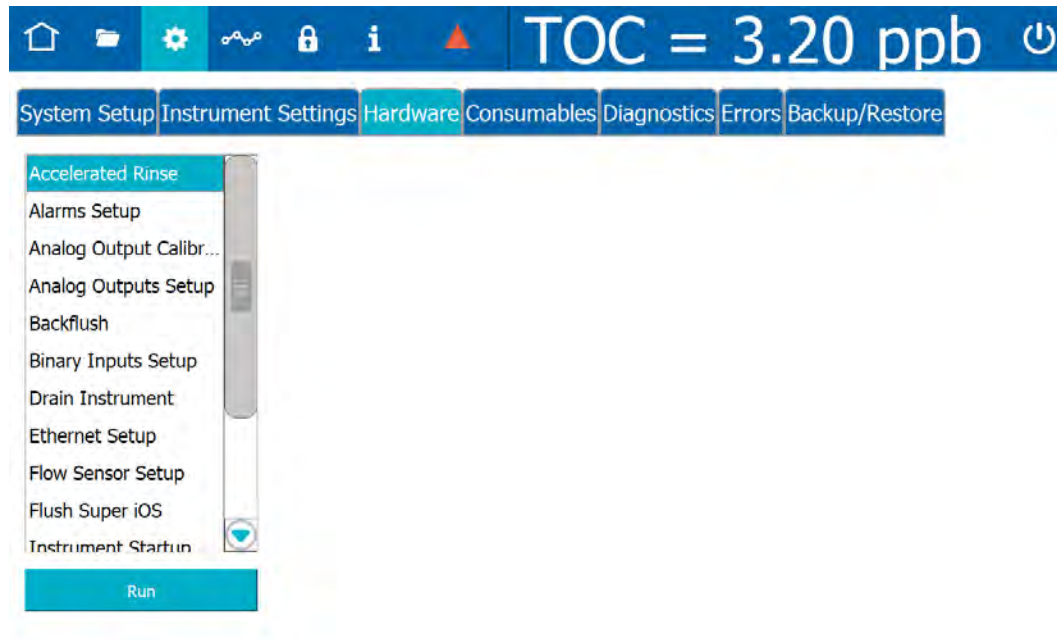 i
TOC = 3.20 ppb
System Setup Instrument Settings Hardware Consumables Diagnostics Errors Backup/Restore
Accelerated Rinse
Alarms Setup
Analog Output Calibr...
Analog Outputs Setup
Backflush
Binary Inputs Setup
Drain Instrument
Ethernet Setup
Flow Sensor Setup
Flush Super iOS
Instrument Startup
Run